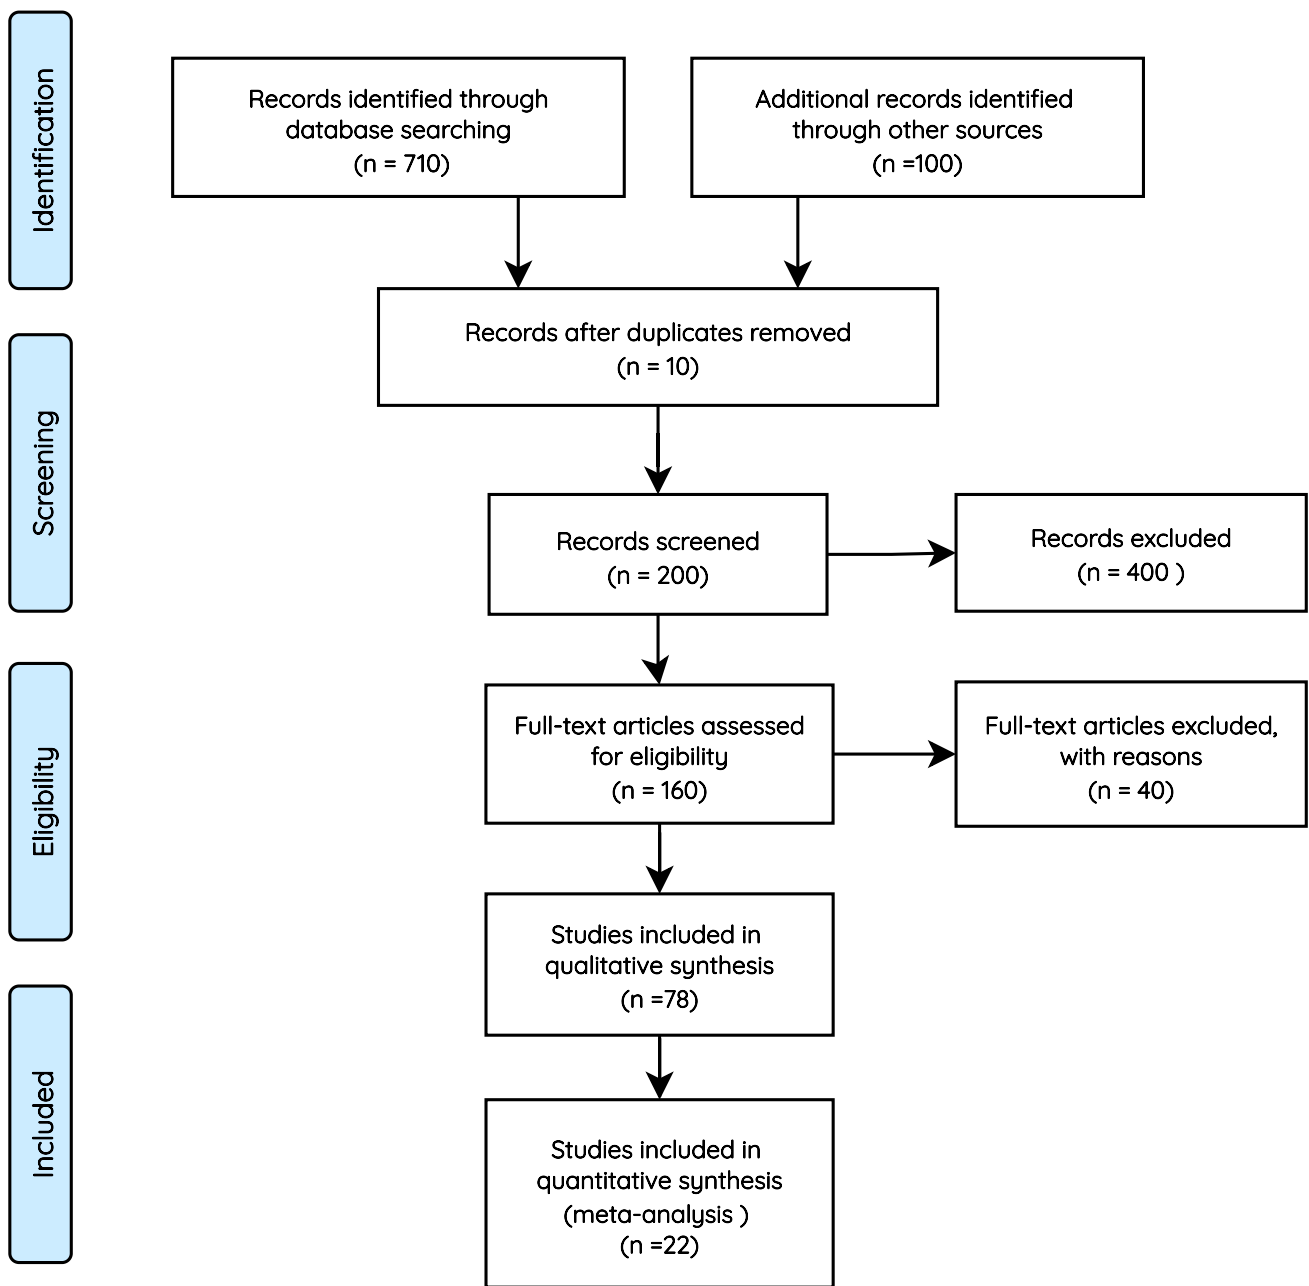 Identification
Records identified through
database searching
(n = 710)
Additional records identified
through other sources
(n =100)
Records after duplicates removed
(n = 10)
Screening
Records screened
(n = 200)
Records excluded
(n = 400 )
Eligibility
Full-text articles assessed
for eligibility
(n = 160)
Full-text articles excluded,
with reasons
(n = 40)
Studies included in
qualitative synthesis
(n =78)
Included
Studies included in
quantitative synthesis
(meta-analysis )
(n =22)